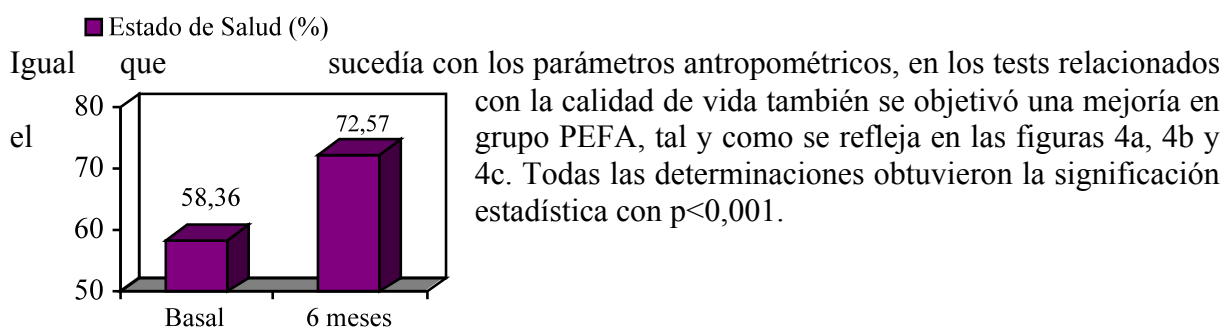 Estado de Salud (%)
Igual que sucedía con los parámetros antropométricos, en los tests relacionados
con la calidad de vida también se objetivó una mejoría en
el grupo PEFA, tal y como se refleja en las figuras 4a, 4b y
4c. Todas las determinaciones obtuvieron la significación
estadística con p<0,001.
80
70
60
50
58,36
72,57
Basal 6 meses